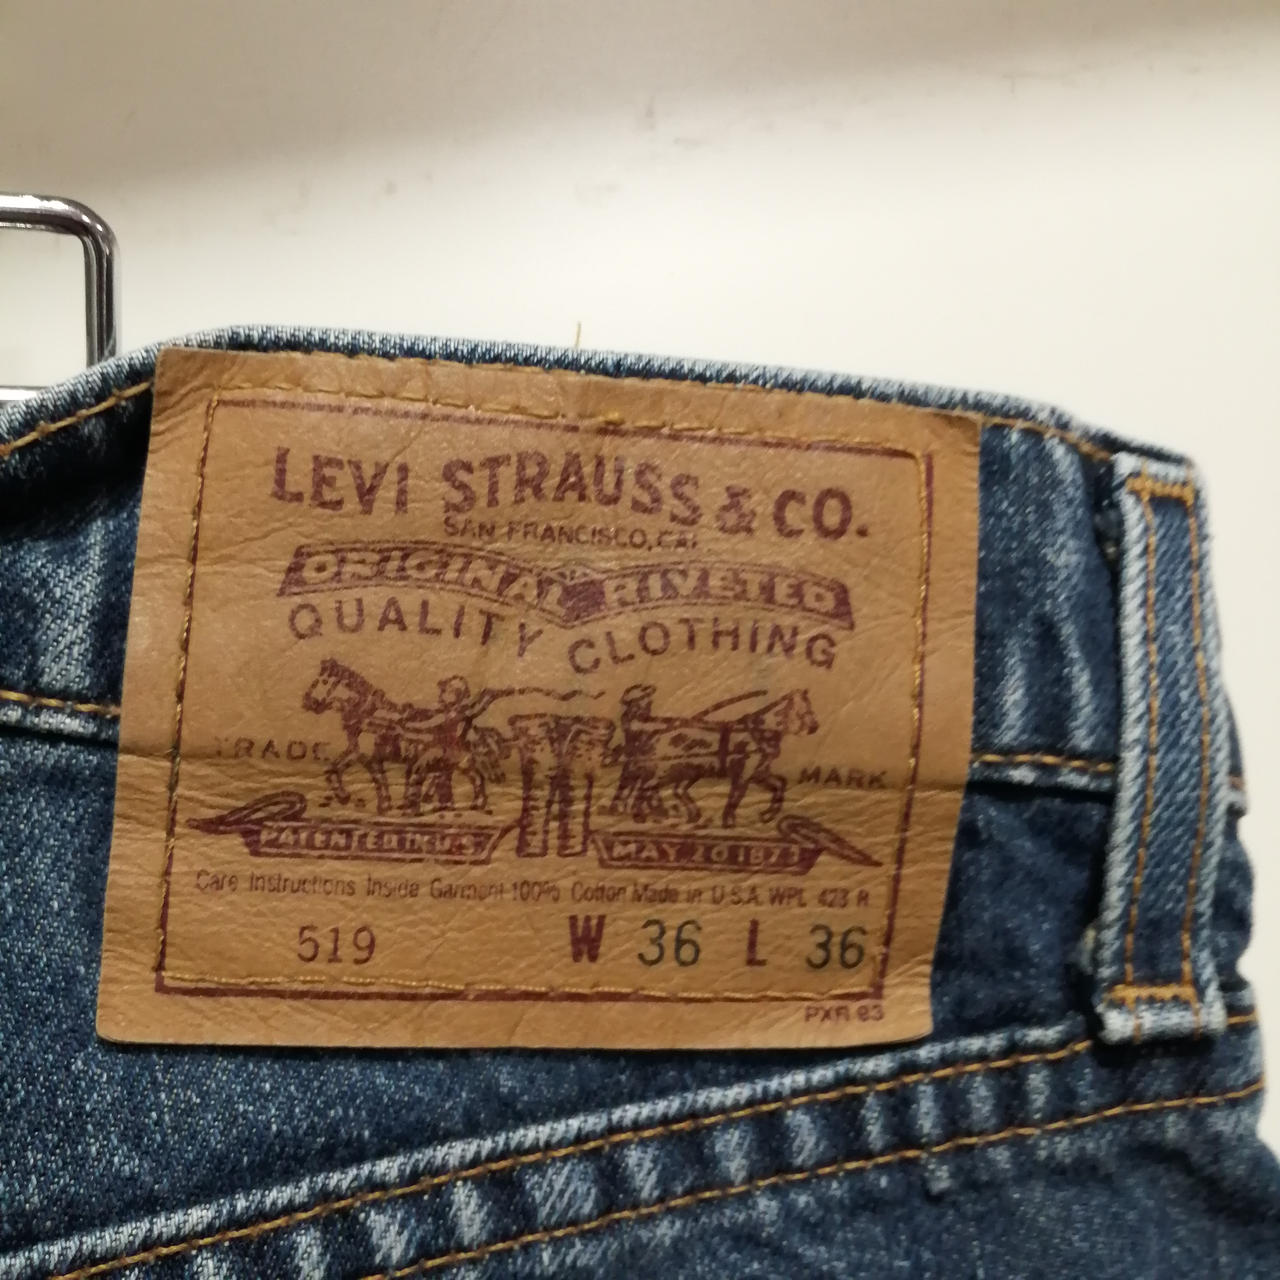 LEVI STRAUSS & CO.
SAN FRANCISCO, CAL.
ORIGINAL RIVETED
QUALITY CLOTHING
TRADE MARK
PATENTED IN U.S. MAY 20 1873
Care Instructions Inside Garment 100% Cotton Made in U.S.A. WPL 423 R
519 W 36 L 36
PXR 83